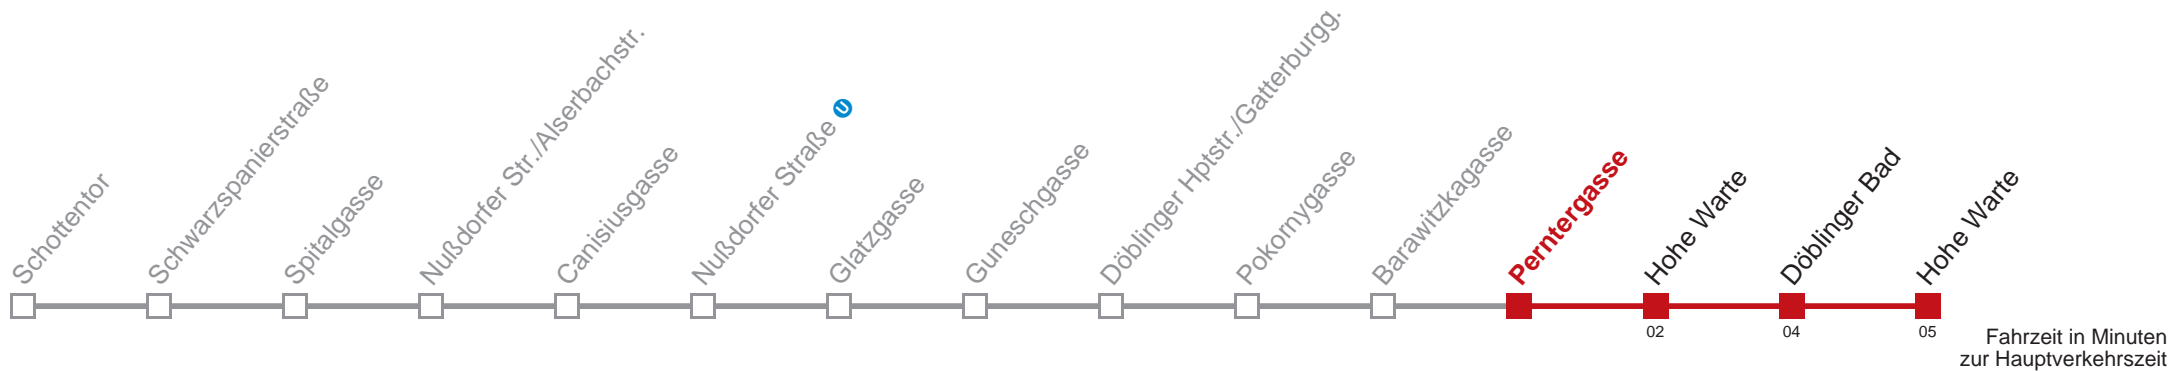 Schottentor
Schwarzspanierstraße
Spitalgasse
Nußdorfer Str./Alserbachstr.
Canisiusgasse
Nußdorfer Straße U
Glatzgasse
Guneschgasse
Döblinger Hptstr./Gatterburgg.
Pokornygasse
Barawitzkagasse
Perntergasse
Hohe Warte
Döblinger Bad
Hohe Warte
02
04
05
Fahrzeit in Minuten
zur Hauptverkehrszeit